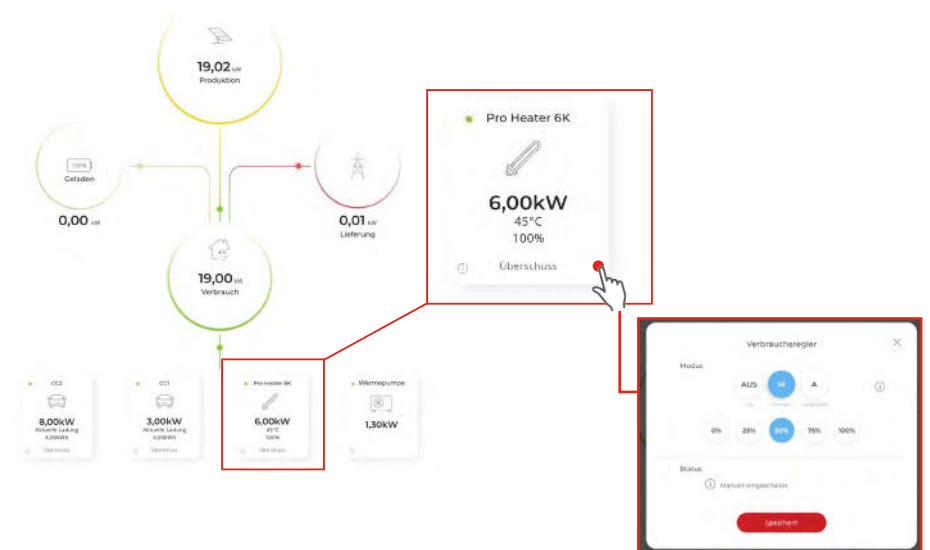 19,02 kW
Produktion
100%
Geladen
0,00 kW
0,01 kW
Lieferung
19,00 kW
Verbrauch
CC2
8,00kW
Aktuelle Ladung
Überschuss
CC1
3,00kW
Aktuelle Ladung
Überschuss
Pro Heater 6K
6,00kW
45°C
100%
Überschuss
Wärmepumpe
1,30kW
Pro Heater 6K
6,00kW
45°C
100%
Überschuss
Verbrauchsregler
Modus
AUS M A
0% 25% 50% 75% 100%
Status
Manuell eingeschalten
Speichern